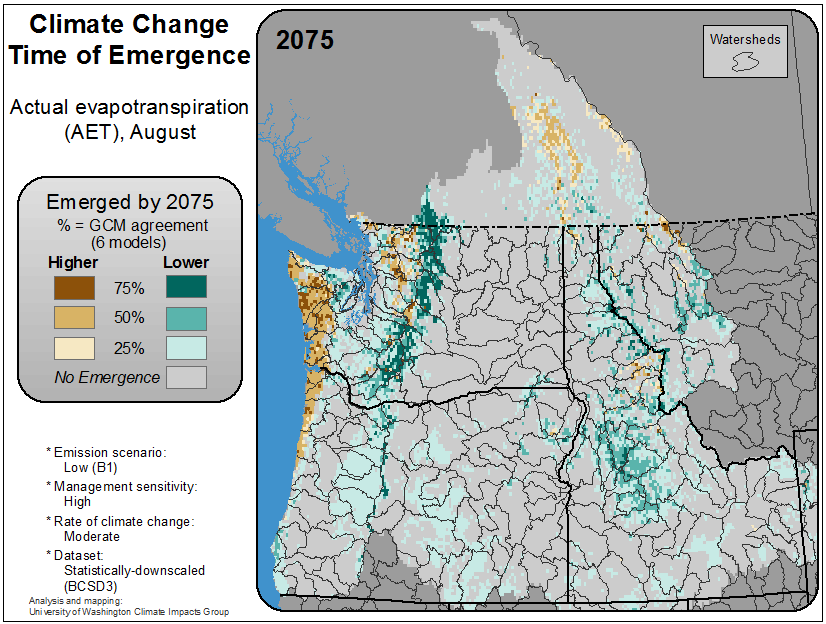 Climate Change
Time of Emergence
Actual evapotranspiration
(AET), August
Emerged by 2075
% = GCM agreement
(6 models)
Higher Lower
75%
50%
25%
No Emergence
* Emission scenario:
Low (B1)
* Management sensitivity:
High
* Rate of climate change:
Moderate
* Dataset:
Statistically-downscaled
(BCSD3)
Analysis and mapping:
University of Washington Climate Impacts Group
2075
Watersheds